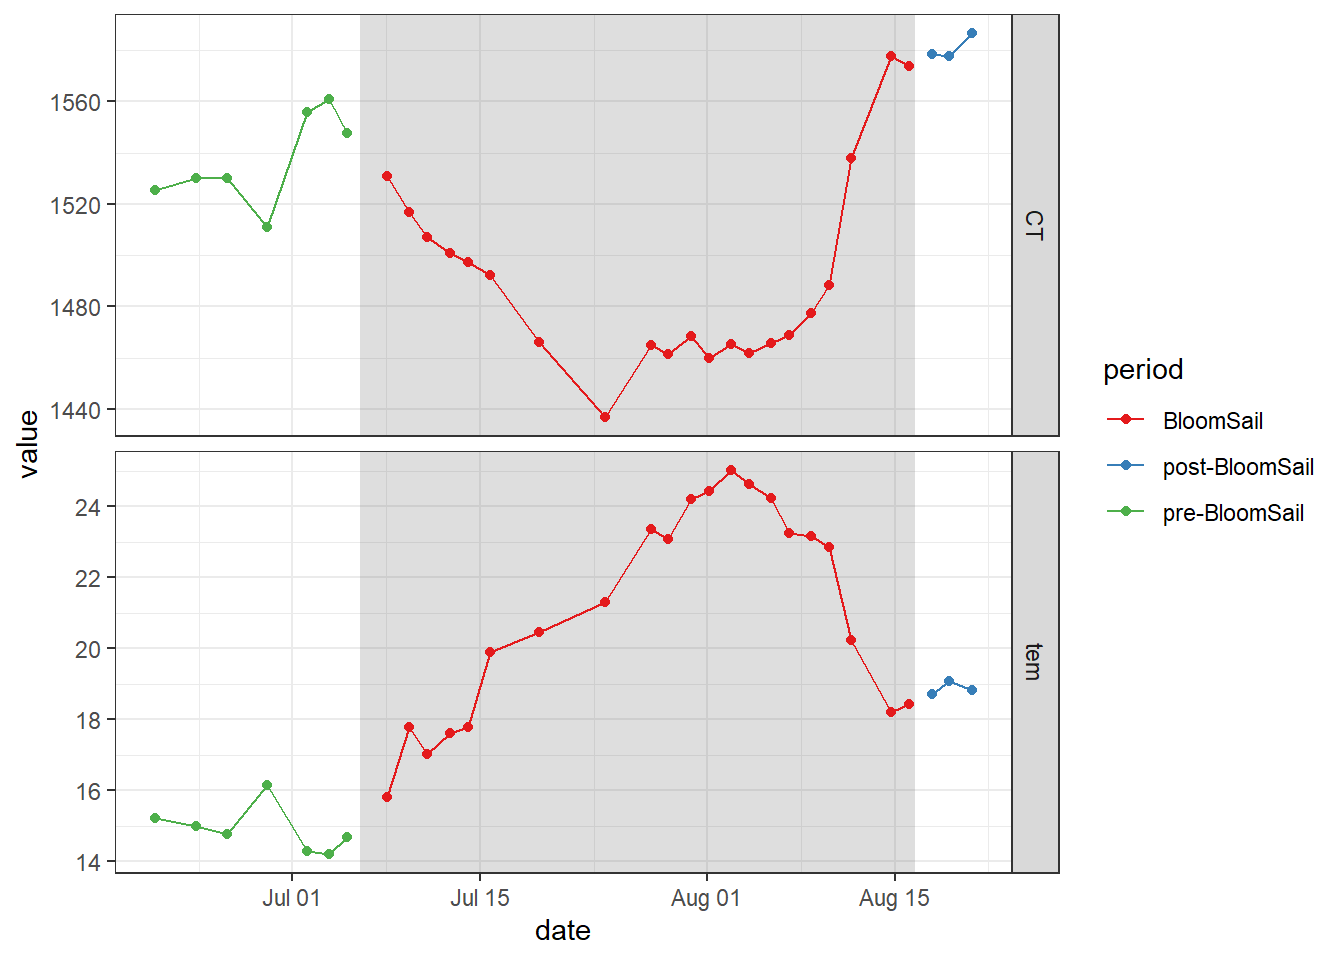 1560
1520
1480
1440
CT
24
22
20
18
16
14
tem
Jul 01
Jul 15
Aug 01
Aug 15
date
value
period
BloomSail
post-BloomSail
pre-BloomSail